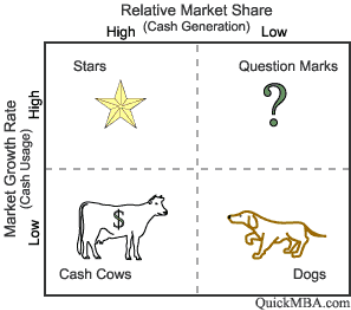 Relative Market Share
(Cash Generation)
High Low
Market Growth Rate
(Cash Usage)
High
Low
Stars
Question Marks
?
$
Cash Cows
Dogs
QuickMBA.com